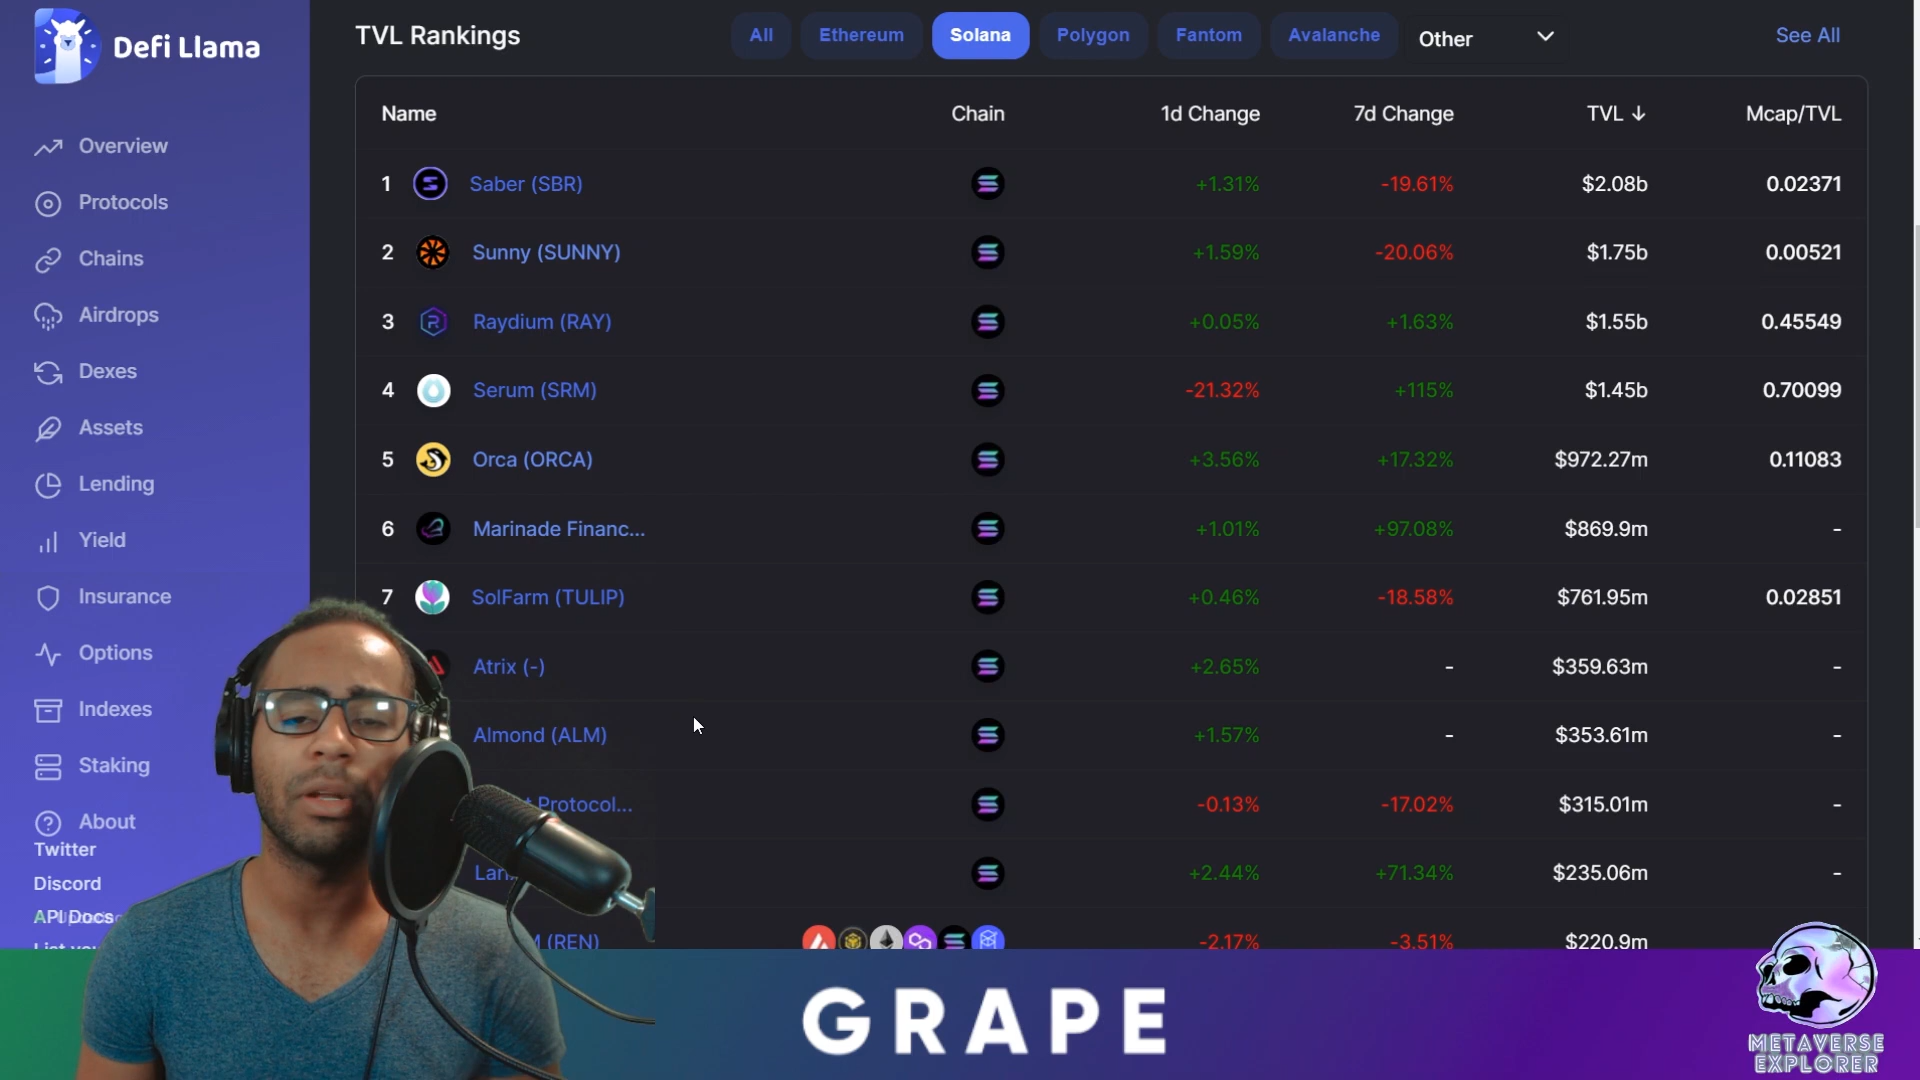 Defi Llama
TVL Rankings
All Ethereum Solana Polygon Fantom Avalanche Other See All
Overview
Protocols
Chains
Airdrops
Dexes
Assets
Lending
Yield
Insurance
Options
Indexes
Staking
About
Twitter
Discord
API Docs
Name Chain 1d Change 7d Change TVL ↓ Mcap/TVL
1 Saber (SBR) +1.31% -19.61% $2.08b 0.02371
2 Sunny (SUNNY) +1.59% -20.06% $1.75b 0.00521
3 Raydium (RAY) +0.05% +1.63% $1.55b 0.45549
4 Serum (SRM) -21.32% +115% $1.45b 0.70099
5 Orca (ORCA) +3.56% +17.32% $972.27m 0.11083
6 Marinade Financ... +1.01% +97.08% $869.9m -
7 SolFarm (TULIP) +0.46% -18.58% $761.95m 0.02851
Atrix (-) +2.65% - $359.63m -
Almond (ALM) +1.57% - $353.61m -
Protocol... -0.13% -17.02% $315.01m -
+2.44% +71.34% $235.06m -
(REN) -2.17% -3.51% $220.9m
GRAPE
METAVERSE
EXPLORER